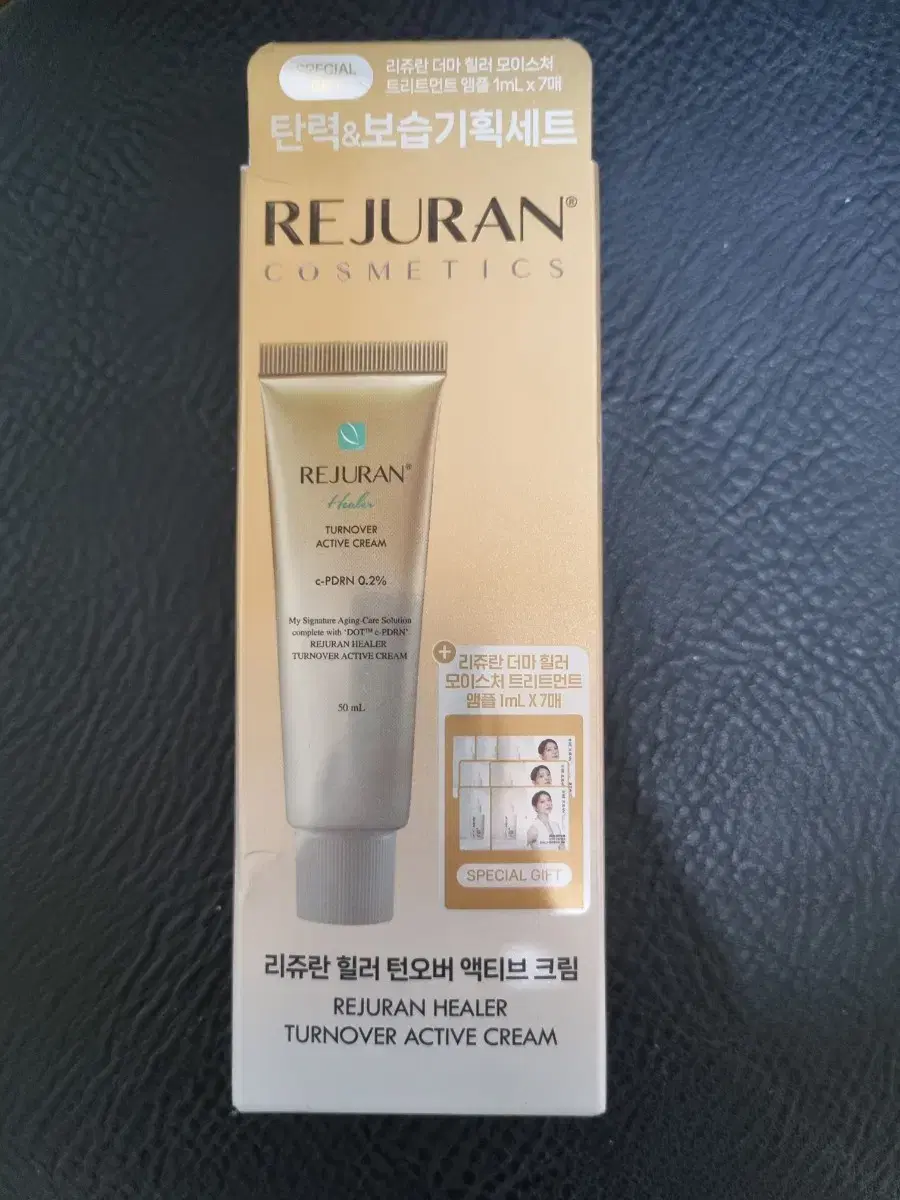 SPECIAL
리쥬란 더마 힐러 모이스처
트리트먼트 앰플 1mL x 7매
탄력&보습기획세트
REJURAN®
COSMETICS
REJURAN®
Healer
TURNOVER
ACTIVE CREAM
c-PDRN 0.2%
My Signature Aging-Care Solution
complete with 'DOT™ c-PDRN'
REJURAN HEALER
TURNOVER ACTIVE CREAM
50 mL
+ 리쥬란 더마 힐러
모이스처 트리트먼트
앰플 1mL X 7매
SPECIAL GIFT
리쥬란 힐러 턴오버 액티브 크림
REJURAN HEALER
TURNOVER ACTIVE CREAM